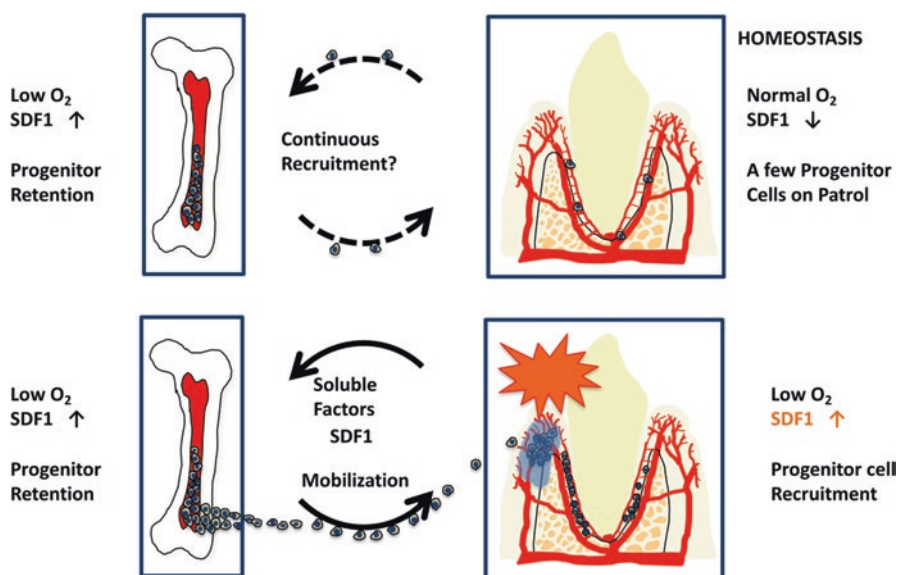 HOMEOSTASIS
Low O₂
SDF1 ↑
Progenitor
Retention
Continuous
Recruitment?
Normal O₂
SDF1 ↓
A few Progenitor
Cells on Patrol
Low O₂
SDF1 ↑
Progenitor
Retention
Soluble
Factors
SDF1
Mobilization
Low O₂
SDF1 ↑
Progenitor cell
Recruitment